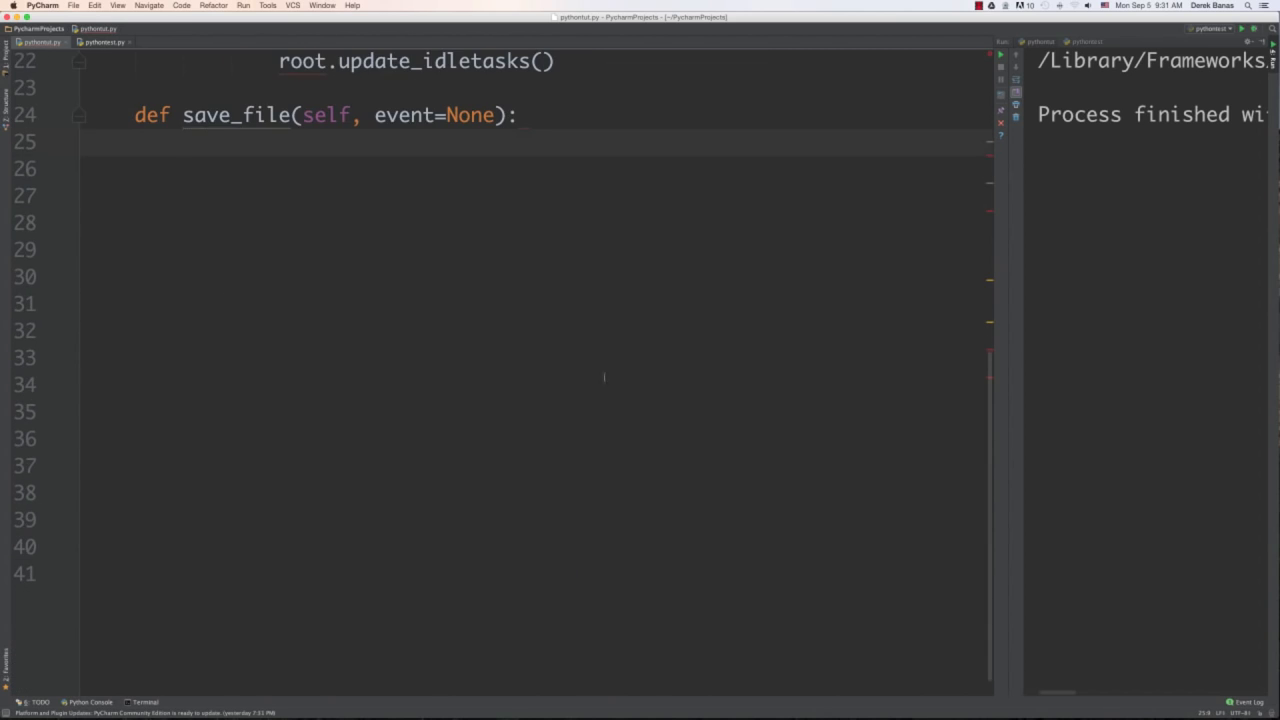 PyCharm File Edit View Navigate Code Refactor Run Tools VCS Window Help 10 Mon Sep 5 9:31 AM Derek Banas
pythontut.py - PycharmProjects - [~/PycharmProjects]
PycharmProjects pythontut.py pythontest
pythontut.py pythontest.py Run: pythontut pythontest
22 root.update_idletasks()
23
24 def save_file(self, event=None):
25
26
27
28
29
30
31
32
33
34
35
36
37
38
39
40
41
/Library/Frameworks
Process finished wi
1: Project
7: Structure
2: Favorites
Run
6: TODO Python Console Terminal Event Log
Platform and Plugin Updates: PyCharm Community Edition is ready to update. (yesterday 7:51 PM) 25:9 LF÷ UTF-8÷